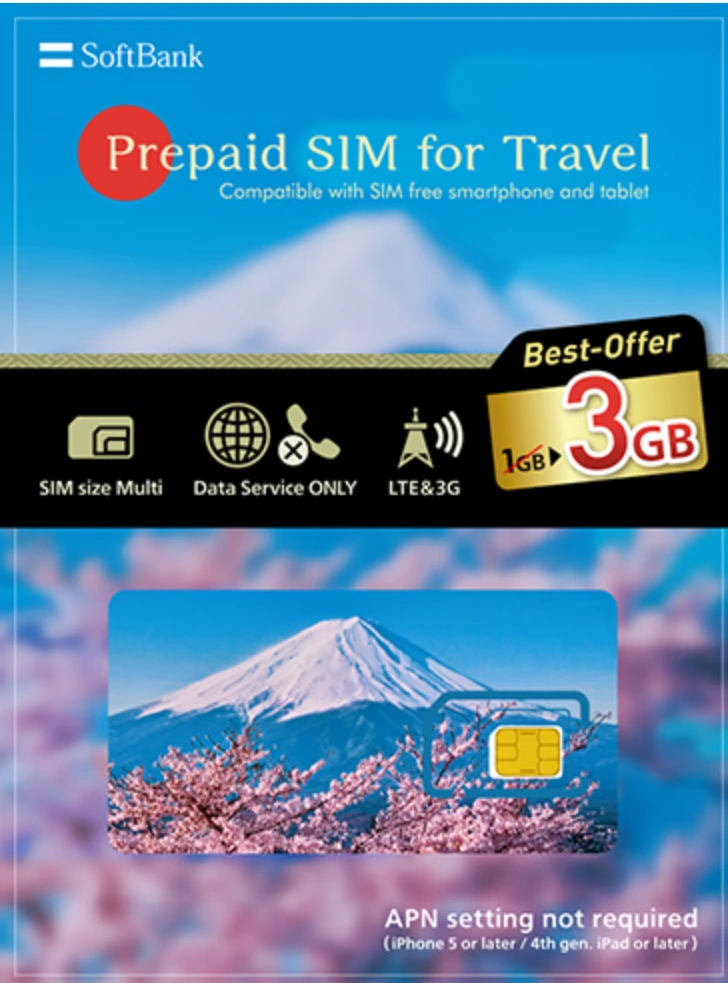 SoftBank
Prepaid SIM for Travel
Compatible with SIM free smartphone and tablet
Best-Offer
1GB ▶ 3GB
SIM size Multi
Data Service ONLY
LTE&3G
APN setting not required
(iPhone 5 or later / 4th gen. iPad or later)